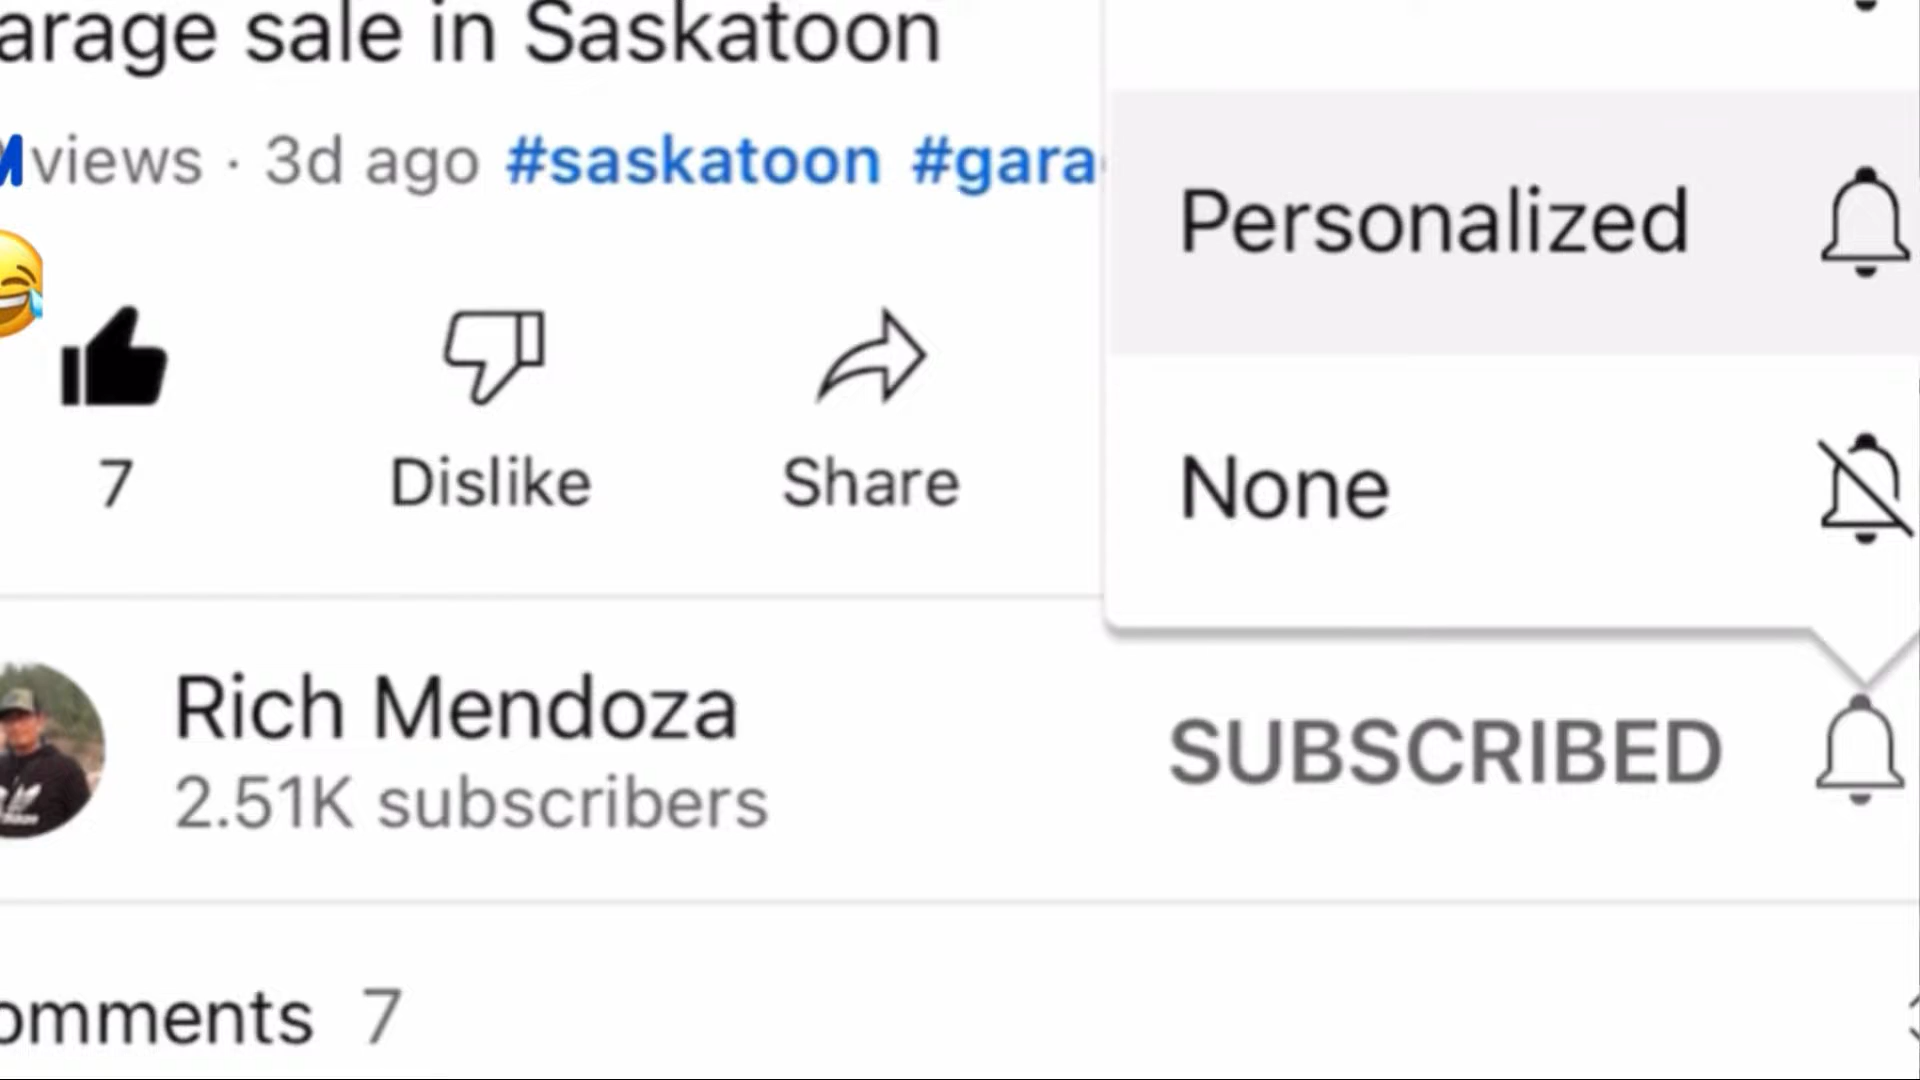 arage sale in Saskatoon
M views · 3d ago #saskatoon #gara
Personalized
None
7
Dislike
Share
Rich Mendoza
2.51K subscribers
SUBSCRIBED
omments 7